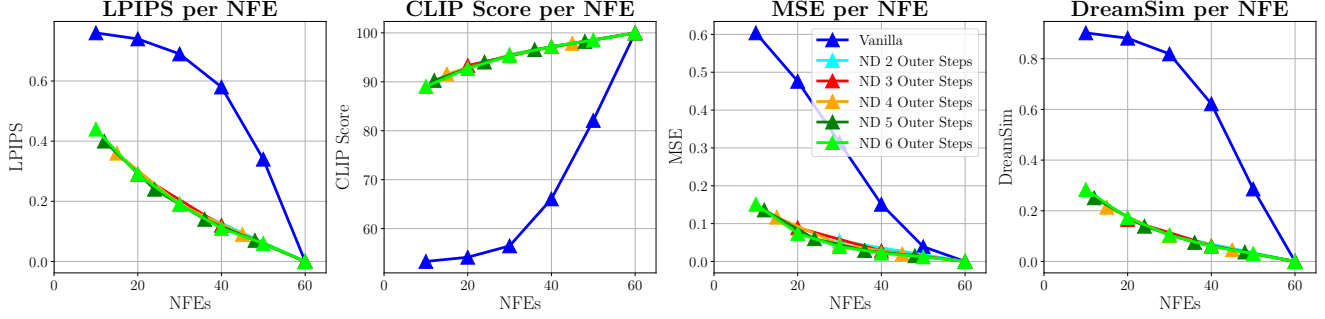 LPIPS per NFE
0.6
0.4
0.2
0.0
LPIPS
0 20 40 60
NFEs
CLIP Score per NFE
100
90
80
70
60
CLIP Score
0 20 40 60
NFEs
MSE per NFE
0.6
0.5
0.4
0.3
0.2
0.1
0.0
MSE
Vanilla
ND 2 Outer Steps
ND 3 Outer Steps
ND 4 Outer Steps
ND 5 Outer Steps
ND 6 Outer Steps
0 20 40 60
NFEs
DreamSim per NFE
0.8
0.6
0.4
0.2
0.0
DreamSim
0 20 40 60
NFEs